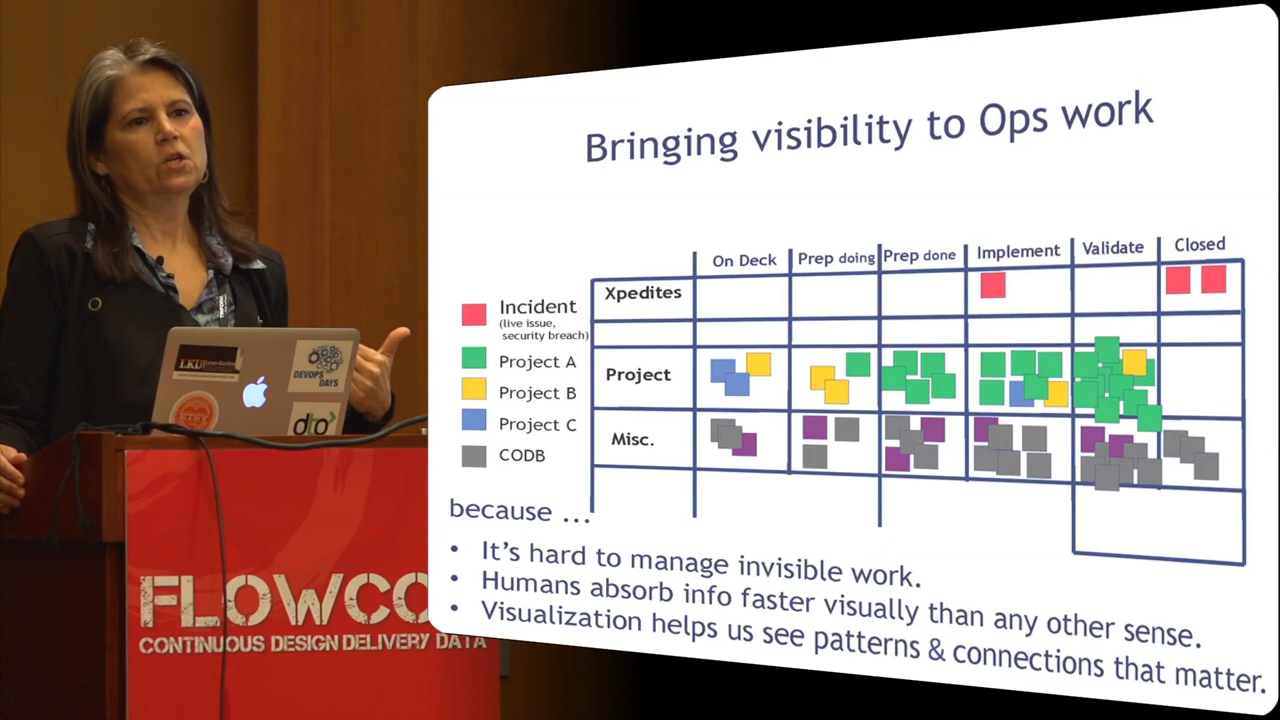 Bringing visibility to Ops work
On Deck
Prep doing
Prep done
Implement
Validate
Closed
Xpedites
Project
Misc.
Incident
(live issue,
security breach)
Project A
Project B
Project C
CODB
because ...
• It's hard to manage invisible work.
• Humans absorb info faster visually than any other sense.
• Visualization helps us see patterns & connections that matter.
LKU
DEVOPS
DAYS
dto
FLOWCO
CONTINUOUS DESIGN DELIVERY DATA